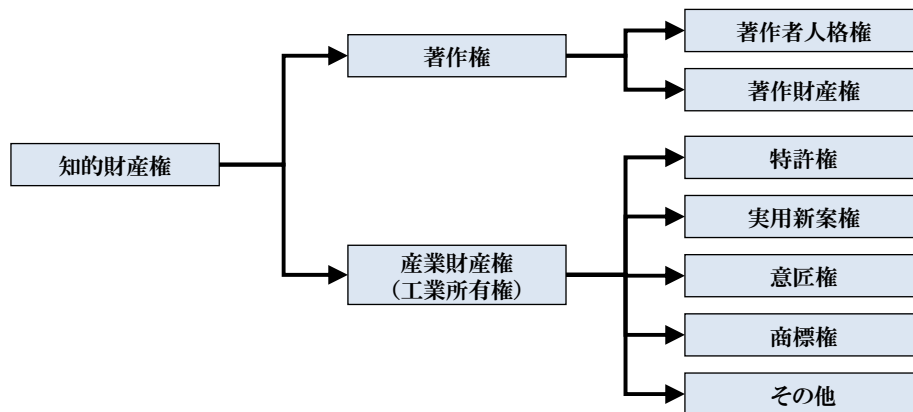 知的財産権
著作権
著作者人格権
著作財産権
産業財産権
（工業所有権）
特許権
実用新案権
意匠権
商標権
その他